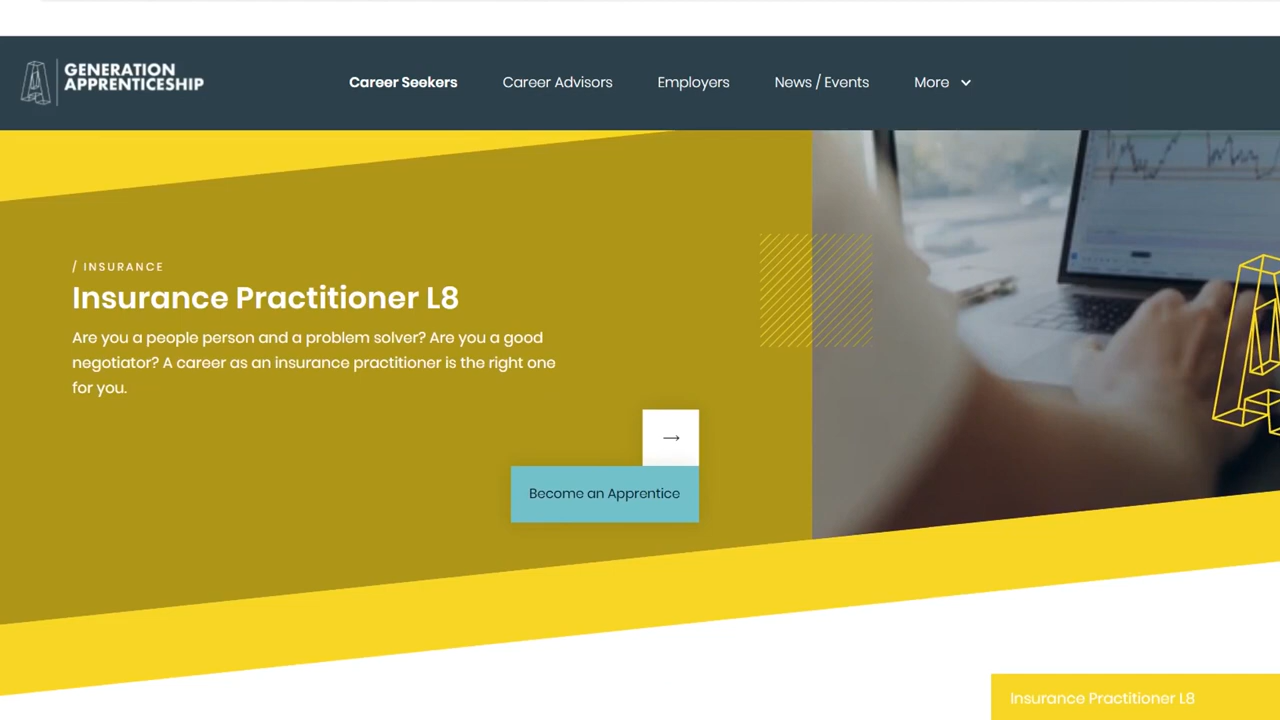 GENERATION
APPRENTICESHIP
Career Seekers
Career Advisors
Employers
News / Events
More
/ INSURANCE
Insurance Practitioner L8
Are you a people person and a problem solver? Are you a good
negotiator? A career as an insurance practitioner is the right one
for you.
→
Become an Apprentice
Insurance Practitioner L8